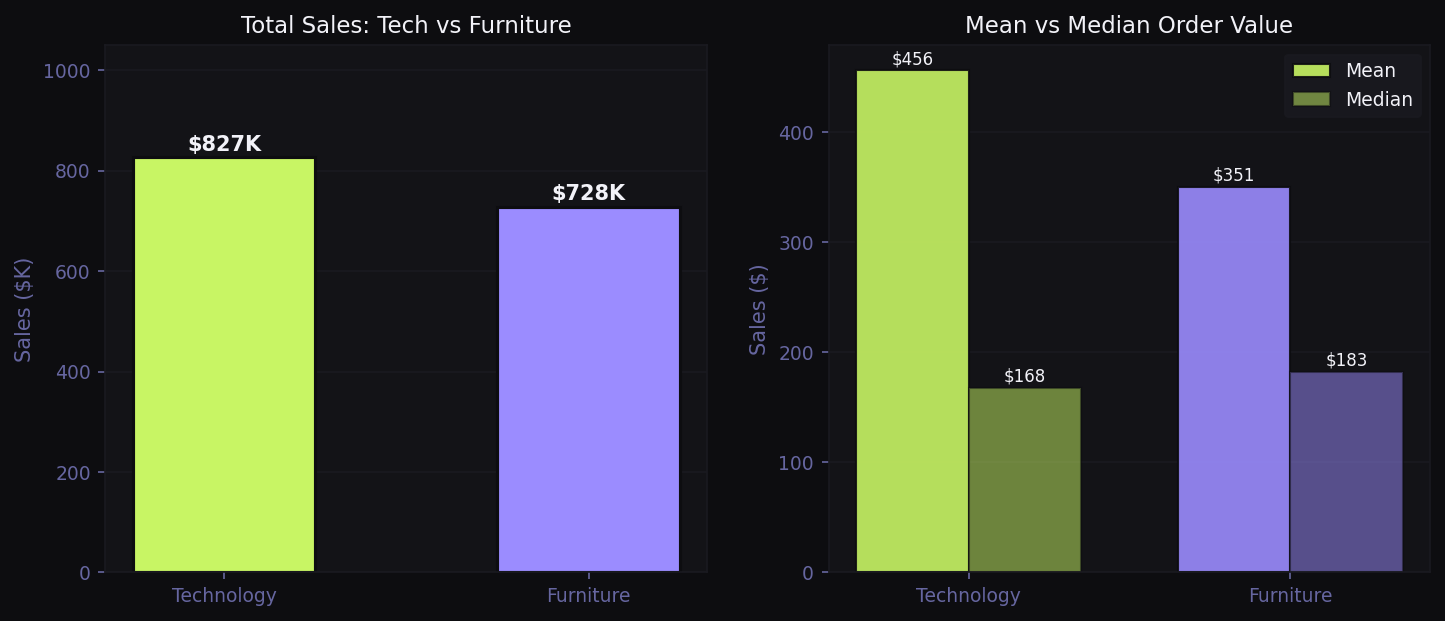 Total Sales: Tech vs Furniture
Sales ($K)
1000
800
600
400
200
0
$827K
$728K
Technology
Furniture
Mean vs Median Order Value
Sales ($)
400
300
200
100
0
$456
$168
$351
$183
Mean
Median
Technology
Furniture